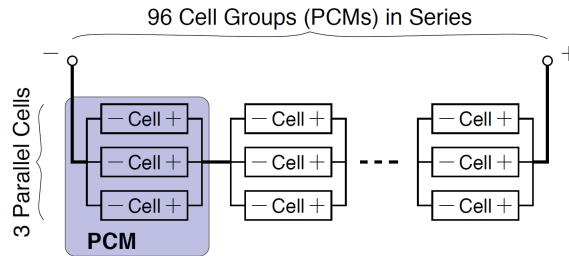 96 Cell Groups (PCMs) in Series
− +
3 Parallel Cells
− Cell + − Cell + − Cell +
− Cell + − Cell + − Cell +
− Cell + − Cell + − Cell +
PCM